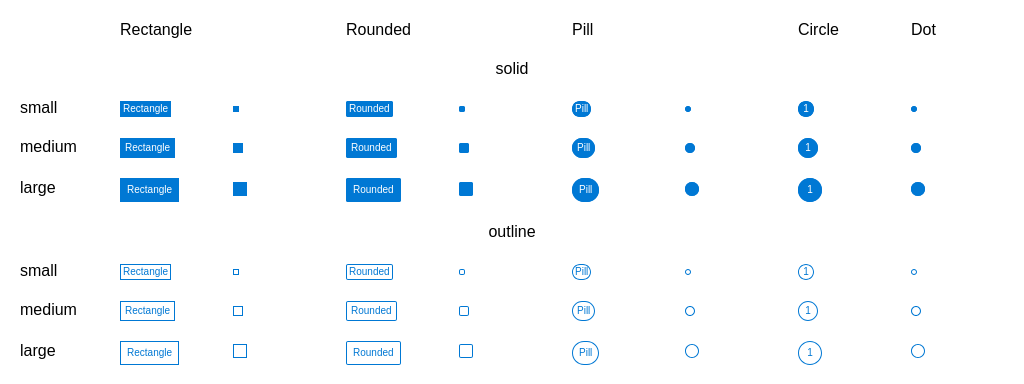 Rectangle Rounded Pill Circle Dot
solid
small Rectangle Rounded Pill 1
medium Rectangle Rounded Pill 1
large Rectangle Rounded Pill 1
outline
small Rectangle Rounded Pill 1
medium Rectangle Rounded Pill 1
large Rectangle Rounded Pill 1